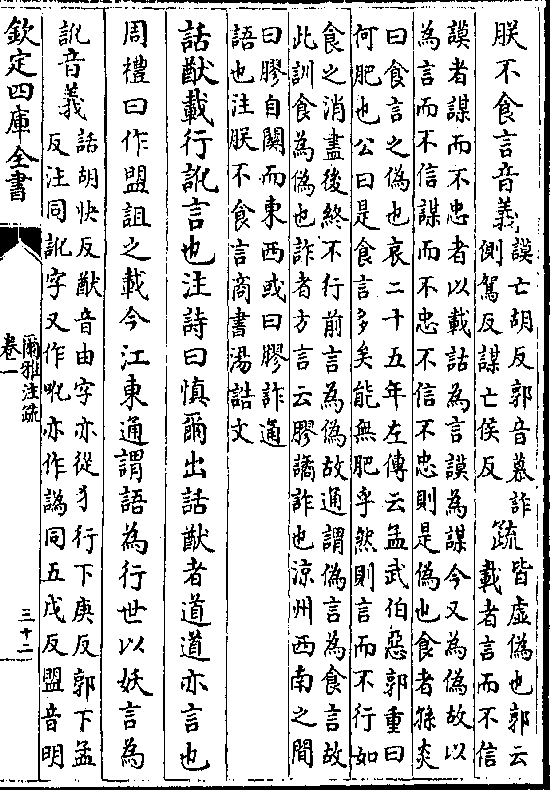 朕不食言音義謨亡胡反郭音慕詐側駕反謀亡侯反疏皆虛偽也郭云載者言而不信
謨者謀而不忠者以載話為言謨為謀今又為偽故以
為言而不信謀而不忠不信不忠則是偽也食者孫炎
曰食言之偽也哀二十五年左傳云孟武伯惡郭重曰
何肥也公曰是食言多矣能無肥乎然則言而不行如
食之消盡後終不行前言為偽故通謂偽言為食言故
此訓食為偽也詐者方言云膠譎詐也涼州西南之間
曰膠自關而東西或曰膠詐通
語也注朕不食言商書湯誥文
話猷載行訛言也注詩曰慎爾出話猷者道道亦言也
周禮曰作盟詛之載今江東通謂語為行世以妖言為
訛音義話胡快反猷音由字亦從犭行下庚反郭下孟
反注同訛字又作吪亦作譌同五戊反盟音明
欽定四庫全書
爾雅注疏
卷一
三十二